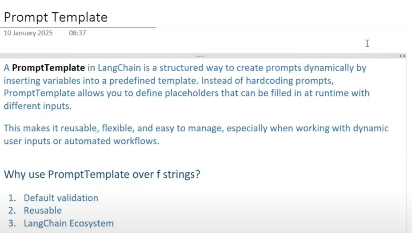 Prompt Template
10 January 2025 08:37
A PromptTemplate in LangChain is a structured way to create prompts dynamically by
inserting variables into a predefined template. Instead of hardcoding prompts,
PromptTemplate allows you to define placeholders that can be filled in at runtime with
different inputs.
This makes it reusable, flexible, and easy to manage, especially when working with dynamic
user inputs or automated workflows.
Why use PromptTemplate over f strings?
1. Default validation
2. Reusable
3. LangChain Ecosystem